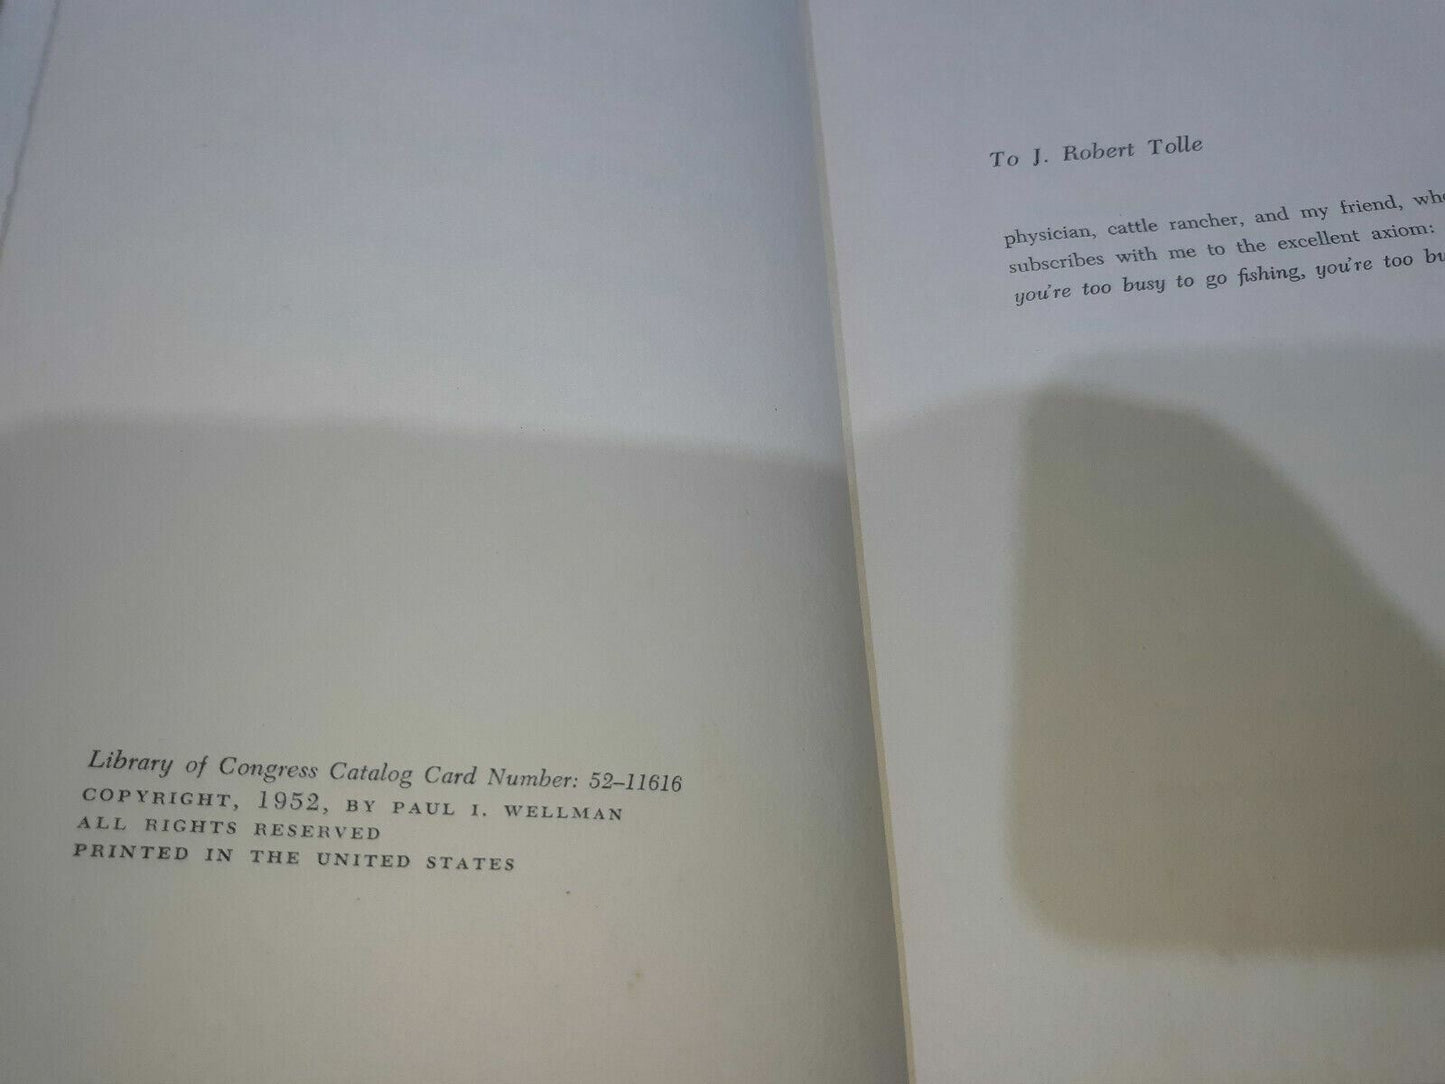 Library of Congress Catalog Card Number: 52–11616
COPYRIGHT, 1952, BY PAUL I. WELLMAN
ALL RIGHTS RESERVED
PRINTED IN THE UNITED STATES
To J. Robert Tolle
physician, cattle rancher, and my friend, who
subscribes with me to the excellent axiom:
you're too busy to go fishing, you're too